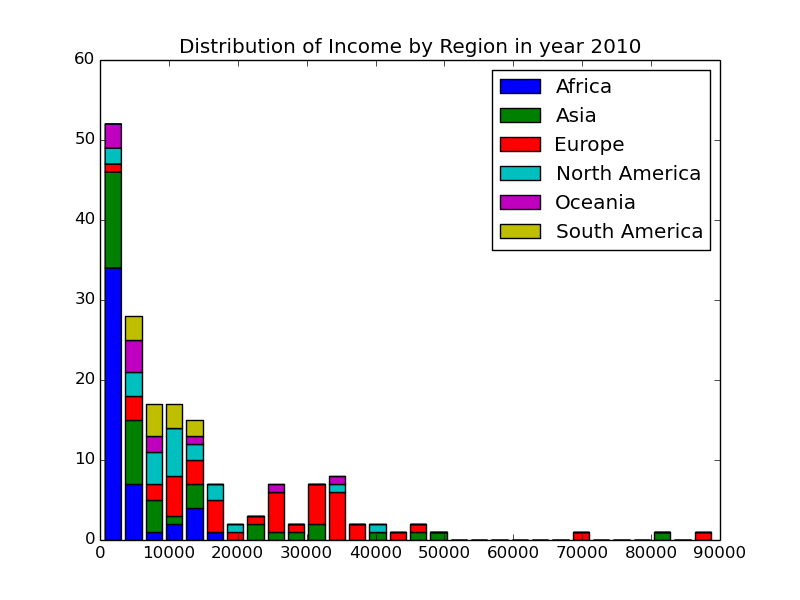 Distribution of Income by Region in year 2010
60
50
40
30
20
10
0
Africa
Asia
Europe
North America
Oceania
South America
0 10000 20000 30000 40000 50000 60000 70000 80000 90000